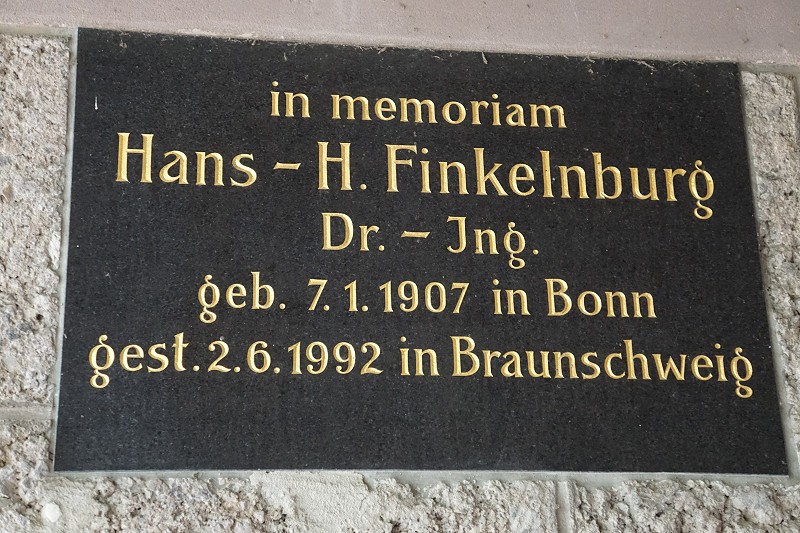 in memoriam
Hans – H. Finkelnburg
Dr. – Jng.
geb. 7.1.1907 in Bonn
gest. 2.6.1992 in Braunschweig